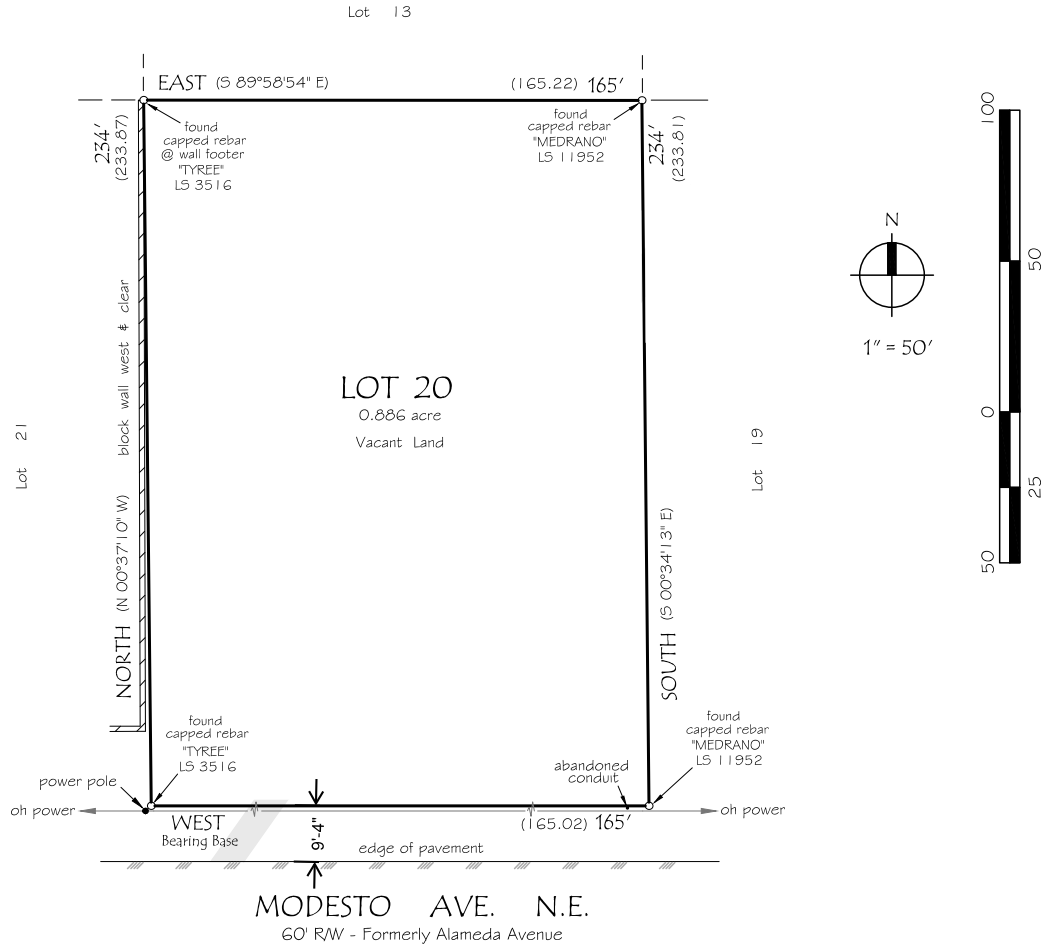 Lot 13
EAST (S 89°58'54" E)
(165.22) 165'
234'
(233.87)
found
capped rebar
@ wall footer
"TYREE"
LS 3516
found
capped rebar
"MEDRANO"
LS 11952
234'
(233.81)
N
1" = 50'
100
50
0
25
50
block wall west & clear
LOT 20
0.886 acre
Vacant Land
Lot 21
Lot 19
NORTH (N 00°37'10" W)
SOUTH (S 00°34'13" E)
found
capped rebar
"TYREE"
LS 3516
found
capped rebar
"MEDRANO"
LS 11952
power pole
abandoned
conduit
oh power
oh power
WEST
Bearing Base
(165.02) 165'
9'-4"
edge of pavement
MODESTO AVE. N.E.
60' R/W - Formerly Alameda Avenue